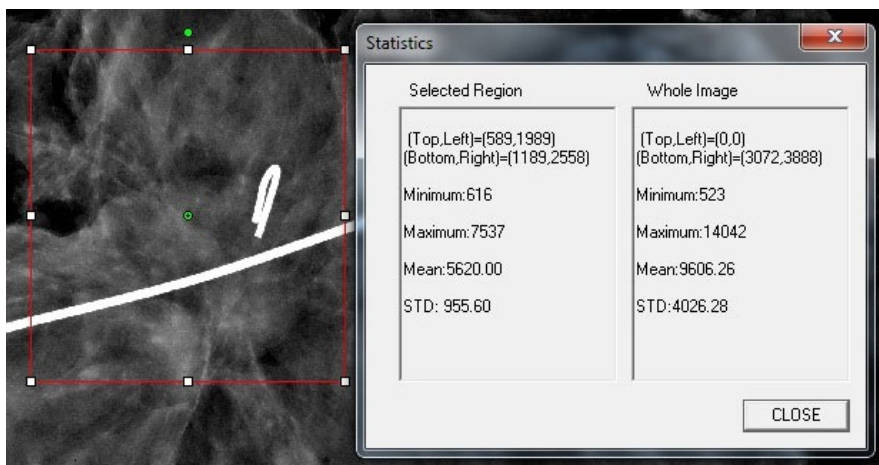 Statistics
Selected Region
(Top,Left)=(589,1989)
(Bottom,Right)=(1189,2558)
Minimum:616
Maximum:7537
Mean:5620.00
STD: 955.60
Whole Image
(Top,Left)=(0,0)
(Bottom,Right)=(3072,3888)
Minimum:523
Maximum:14042
Mean:9606.26
STD:4026.28
CLOSE